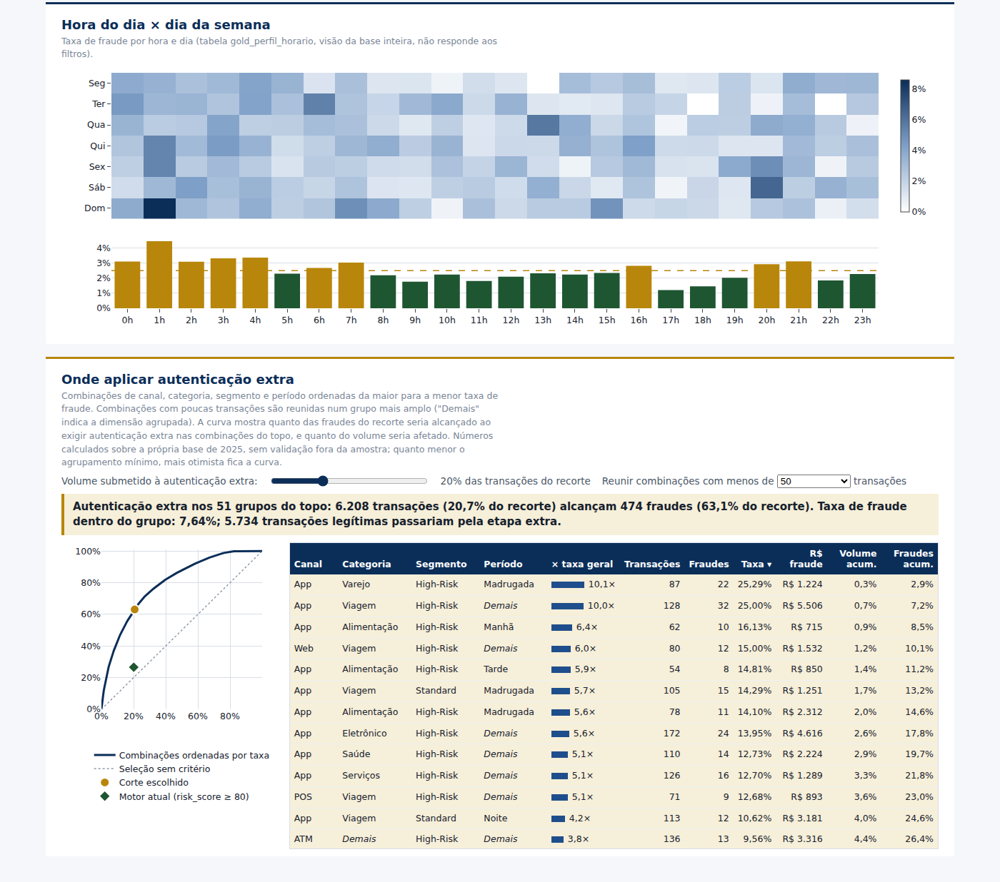 Hora do dia × dia da semana
Taxa de fraude por hora e dia (tabela gold_perfil_horario, visão da base inteira, não responde aos
filtros).
Seg
Ter
Qua
Qui
Sex
Sáb
Dom
8%
6%
4%
2%
0%
4%
3%
2%
1%
0%
0h 1h 2h 3h 4h 5h 6h 7h 8h 9h 10h 11h 12h 13h 14h 15h 16h 17h 18h 19h 20h 21h 22h 23h
Onde aplicar autenticação extra
Combinações de canal, categoria, segmento e período ordenadas da maior para a menor taxa de
fraude. Combinações com poucas transações são reunidas num grupo mais amplo ("Demais"
indica a dimensão agrupada). A curva mostra quanto das fraudes do recorte seria alcançado ao
exigir autenticação extra nas combinações do topo, e quanto do volume seria afetado. Números
calculados sobre a própria base de 2025, sem validação fora da amostra; quanto menor o
agrupamento mínimo, mais otimista fica a curva.
Volume submetido à autenticação extra: 20% das transações do recorte Reunir combinações com menos de 50 transações
Autenticação extra nos 51 grupos do topo: 6.208 transações (20,7% do recorte) alcançam 474 fraudes (63,1% do recorte). Taxa de fraude
dentro do grupo: 7,64%; 5.734 transações legítimas passariam pela etapa extra.
100%
80%
60%
40%
20%
0%
0% 20% 40% 60% 80%
Combinações ordenadas por taxa
Seleção sem critério
Corte escolhido
Motor atual (risk_score ≥ 80)
Canal Categoria Segmento Período × taxa geral Transações Fraudes Taxa ▾ R$ fraude Volume acum. Fraudes acum.
App Varejo High-Risk Madrugada 10,1× 87 22 25,29% R$ 1.224 0,3% 2,9%
App Viagem High-Risk Demais 10,0× 128 32 25,00% R$ 5.506 0,7% 7,2%
App Alimentação High-Risk Manhã 6,4× 62 10 16,13% R$ 715 0,9% 8,5%
Web Viagem High-Risk Demais 6,0× 80 12 15,00% R$ 1.532 1,2% 10,1%
App Alimentação High-Risk Tarde 5,9× 54 8 14,81% R$ 850 1,4% 11,2%
App Viagem Standard Madrugada 5,7× 105 15 14,29% R$ 1.251 1,7% 13,2%
App Alimentação High-Risk Madrugada 5,6× 78 11 14,10% R$ 2.312 2,0% 14,6%
App Eletrônico High-Risk Demais 5,6× 172 24 13,95% R$ 4.616 2,6% 17,8%
App Saúde High-Risk Demais 5,1× 110 14 12,73% R$ 2.224 2,9% 19,7%
App Serviços High-Risk Demais 5,1× 126 16 12,70% R$ 1.289 3,3% 21,8%
POS Viagem High-Risk Demais 5,1× 71 9 12,68% R$ 893 3,6% 23,0%
App Viagem Standard Noite 4,2× 113 12 10,62% R$ 3.181 4,0% 24,6%
ATM Demais High-Risk Demais 3,8× 136 13 9,56% R$ 3.316 4,4% 26,4%